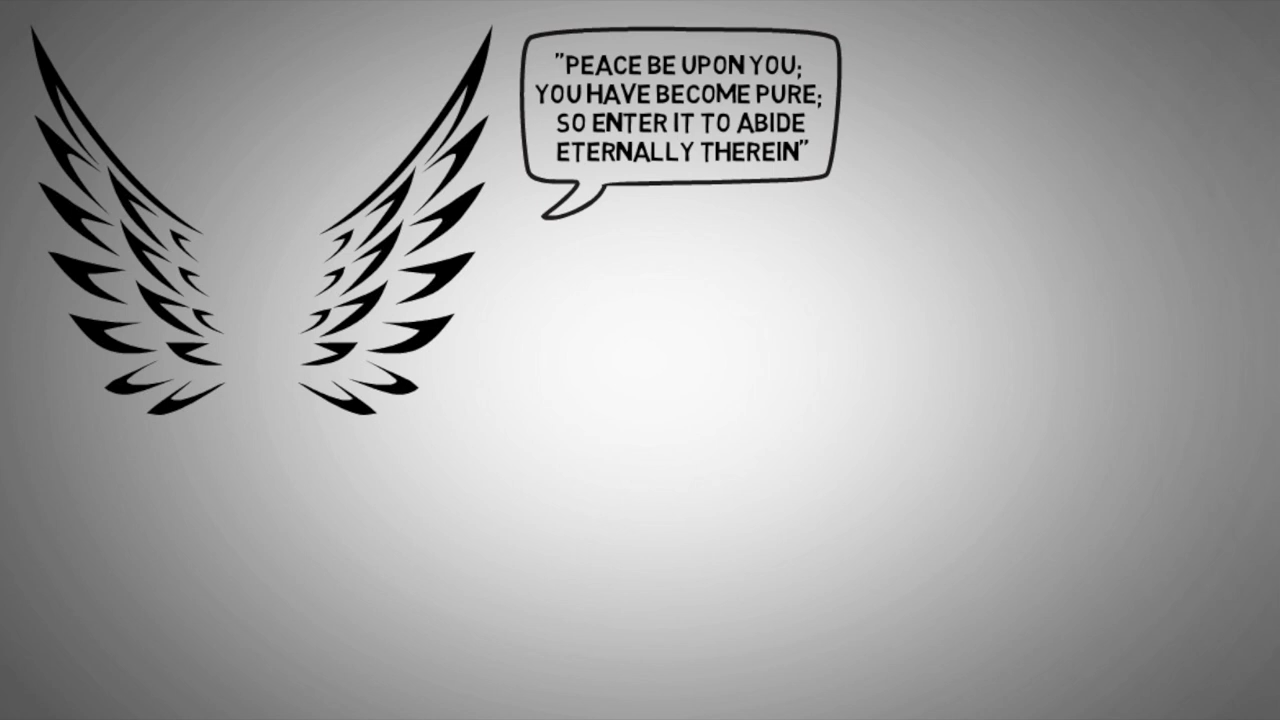 "PEACE BE UPON YOU;
YOU HAVE BECOME PURE;
SO ENTER IT TO ABIDE
ETERNALLY THEREIN"